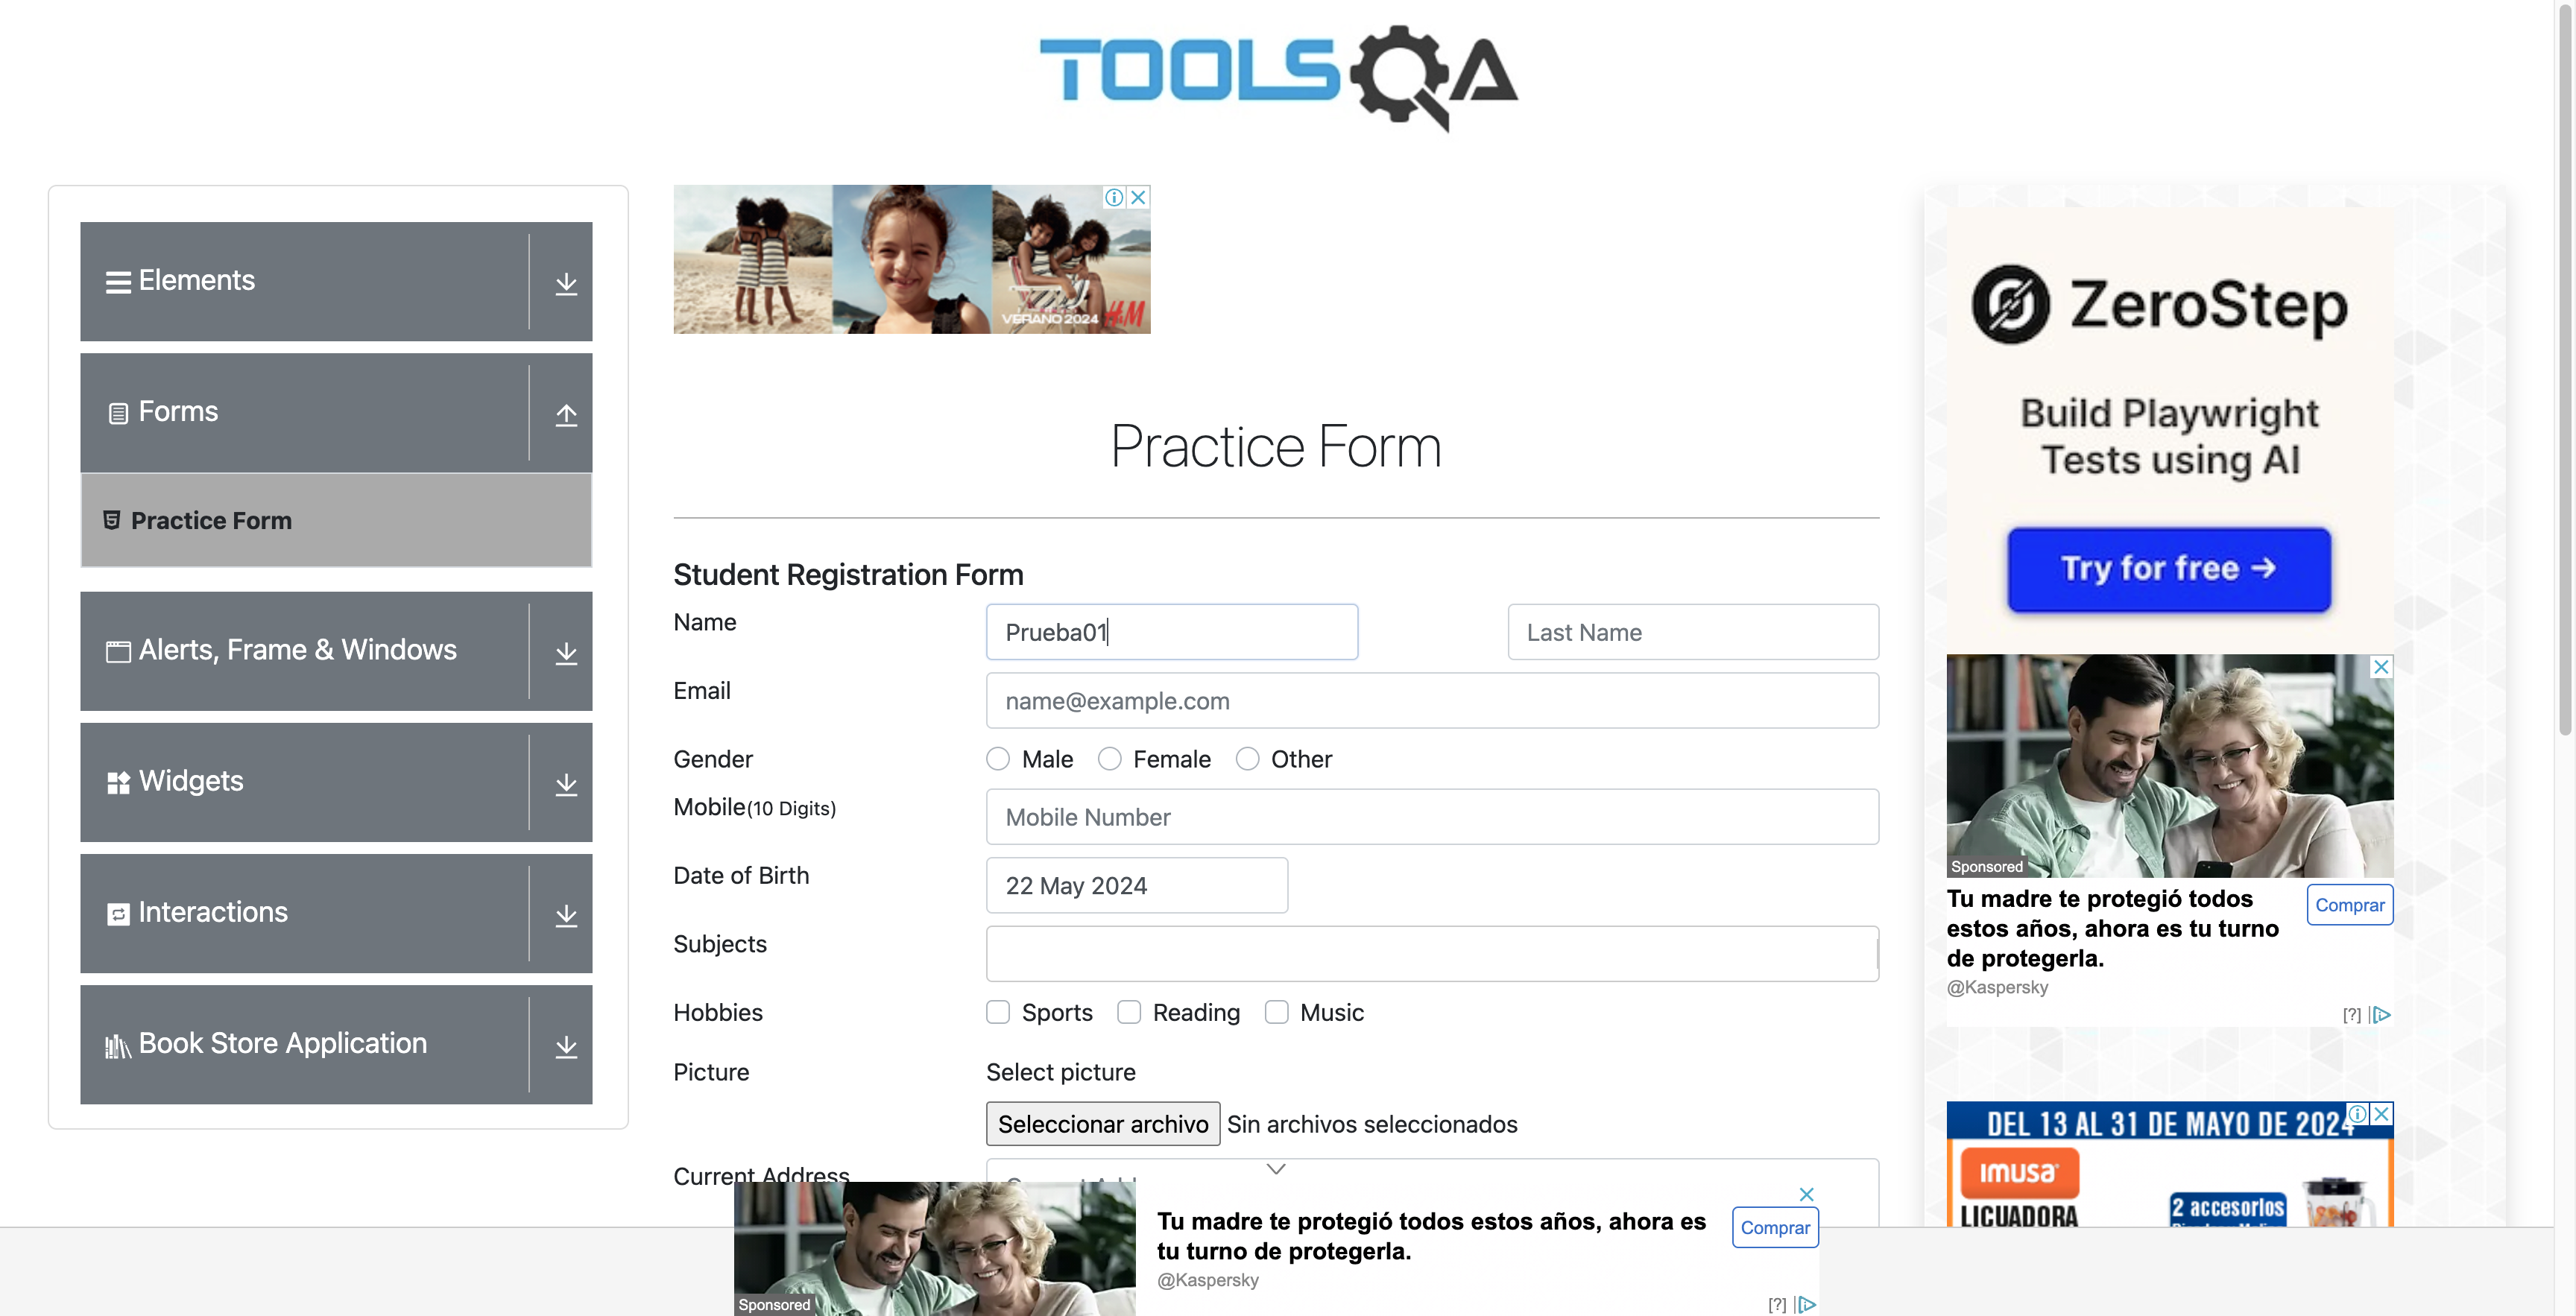 TOOLSQA
Elements
Forms
Practice Form
Alerts, Frame & Windows
Widgets
Interactions
Book Store Application
VERANO 2024 H&M
Practice Form
Student Registration Form
Name
Prueba01
Last Name
Email
name@example.com
Gender
Male
Female
Other
Mobile(10 Digits)
Mobile Number
Date of Birth
22 May 2024
Subjects
Hobbies
Sports
Reading
Music
Picture
Select picture
Seleccionar archivo Sin archivos seleccionados
Current Address
Tu madre te protegió todos estos años, ahora es
tu turno de protegerla.
@Kaspersky
Comprar
Sponsored
[?]
ZeroStep
Build Playwright
Tests using AI
Try for free →
Sponsored
Tu madre te protegió todos
estos años, ahora es tu turno
de protegerla.
@Kaspersky
Comprar
[?]
DEL 13 AL 31 DE MAYO DE 2024
IMUSA
LICUADORA
2 accesorios